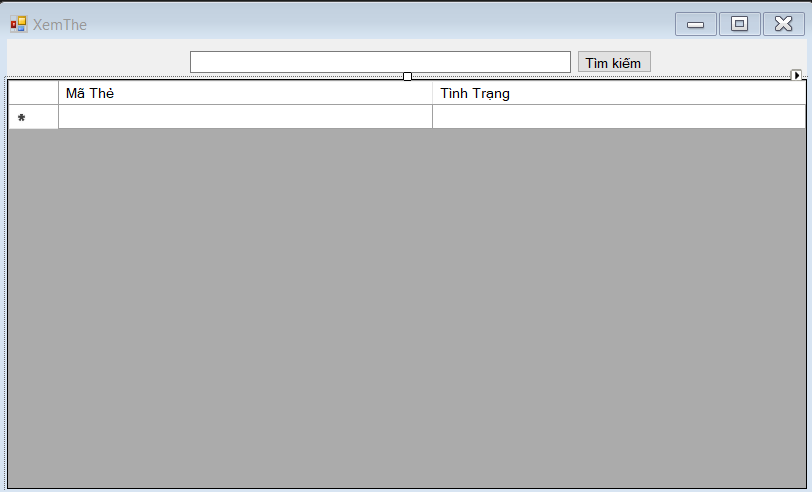 XemThe
Tìm kiếm
Mã Thẻ
Tình Trạng
*